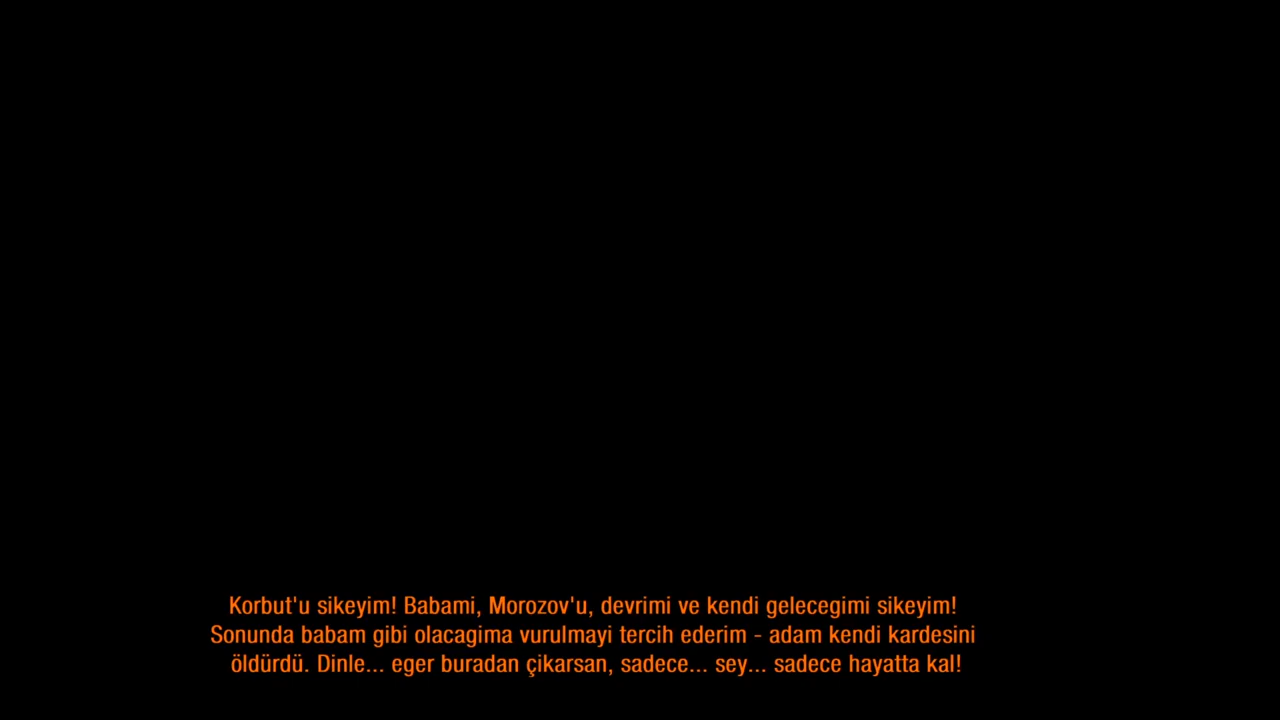 Korbut'u sikeyim! Babami, Morozov'u, devrimi ve kendi gelecegimi sikeyim!
Sonunda babam gibi olacagima vurulmayi tercih ederim - adam kendi kardesini
öldürdü. Dinle... eger buradan çikarsan, sadece... sey... sadece hayatta kal!